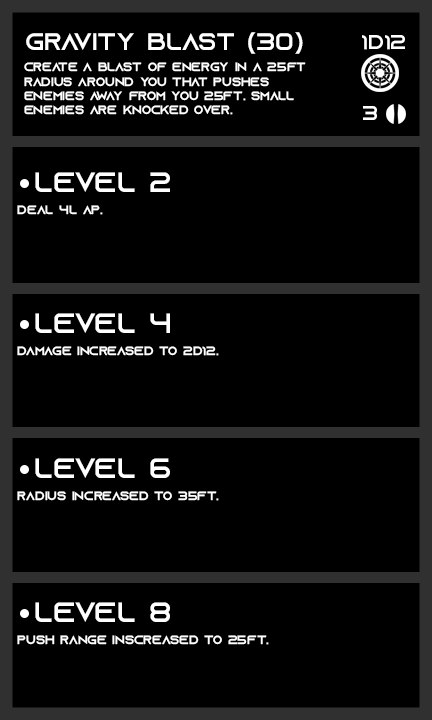 GRAVITY BLAST (30)
1D12
CREATE A BLAST OF ENERGY IN A 25FT
RADIUS AROUND YOU THAT PUSHES
ENEMIES AWAY FROM YOU 25FT. SMALL
ENEMIES ARE KNOCKED OVER.
3
•LEVEL 2
DEAL 4L AP.
•LEVEL 4
DAMAGE INCREASED TO 2D12.
•LEVEL 6
RADIUS INCREASED TO 35FT.
•LEVEL 8
PUSH RANGE INSCREASED TO 25FT.